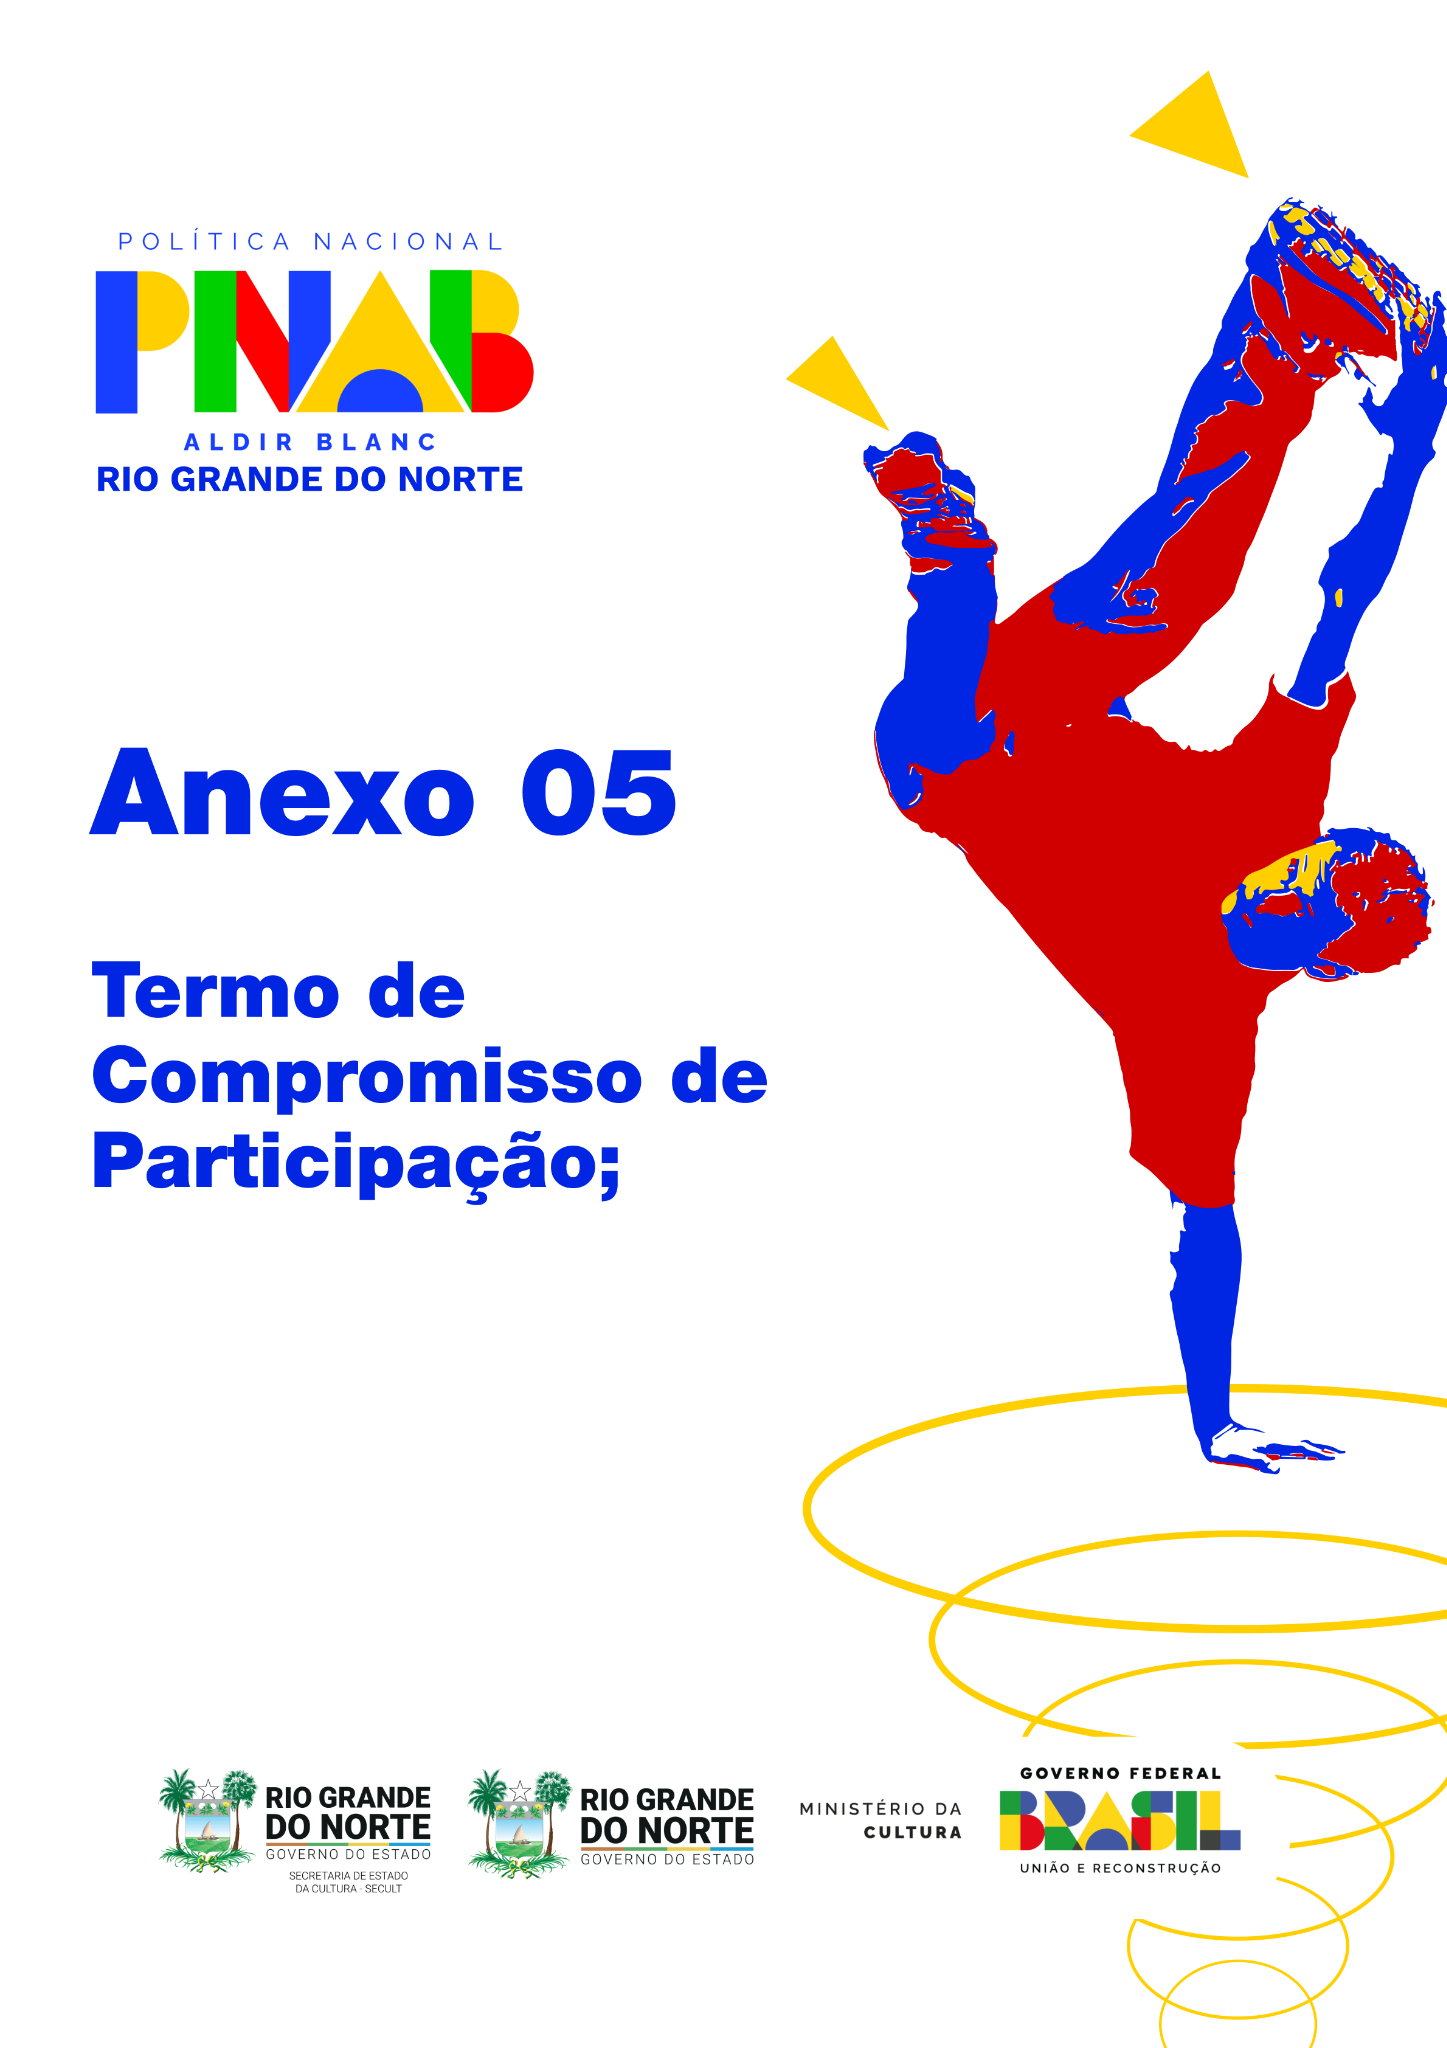 POLÍTICA NACIONAL
PNAB
ALDIR BLANC
RIO GRANDE DO NORTE
Anexo 05
Termo de
Compromisso de
Participação;
RIO GRANDE
DO NORTE
GOVERNO DO ESTADO
SECRETARIA DE ESTADO
DA CULTURA - SECULT
RIO GRANDE
DO NORTE
GOVERNO DO ESTADO
MINISTÉRIO DA
CULTURA
GOVERNO FEDERAL
BRASIL
UNIÃO E RECONSTRUÇÃO